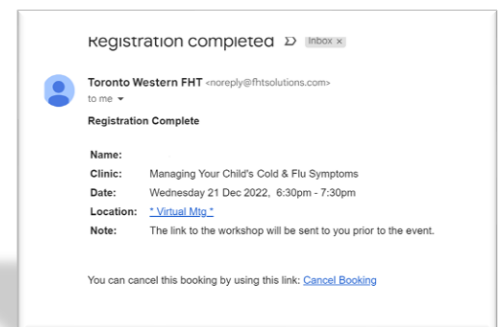 Registration completed Inbox ×
Toronto Western FHT <noreply@fhtsolutions.com>
to me
Registration Complete
Name:
Clinic: Managing Your Child's Cold & Flu Symptoms
Date: Wednesday 21 Dec 2022, 6:30pm - 7:30pm
Location: * Virtual Mtg *
Note: The link to the workshop will be sent to you prior to the event.
You can cancel this booking by using this link: Cancel Booking